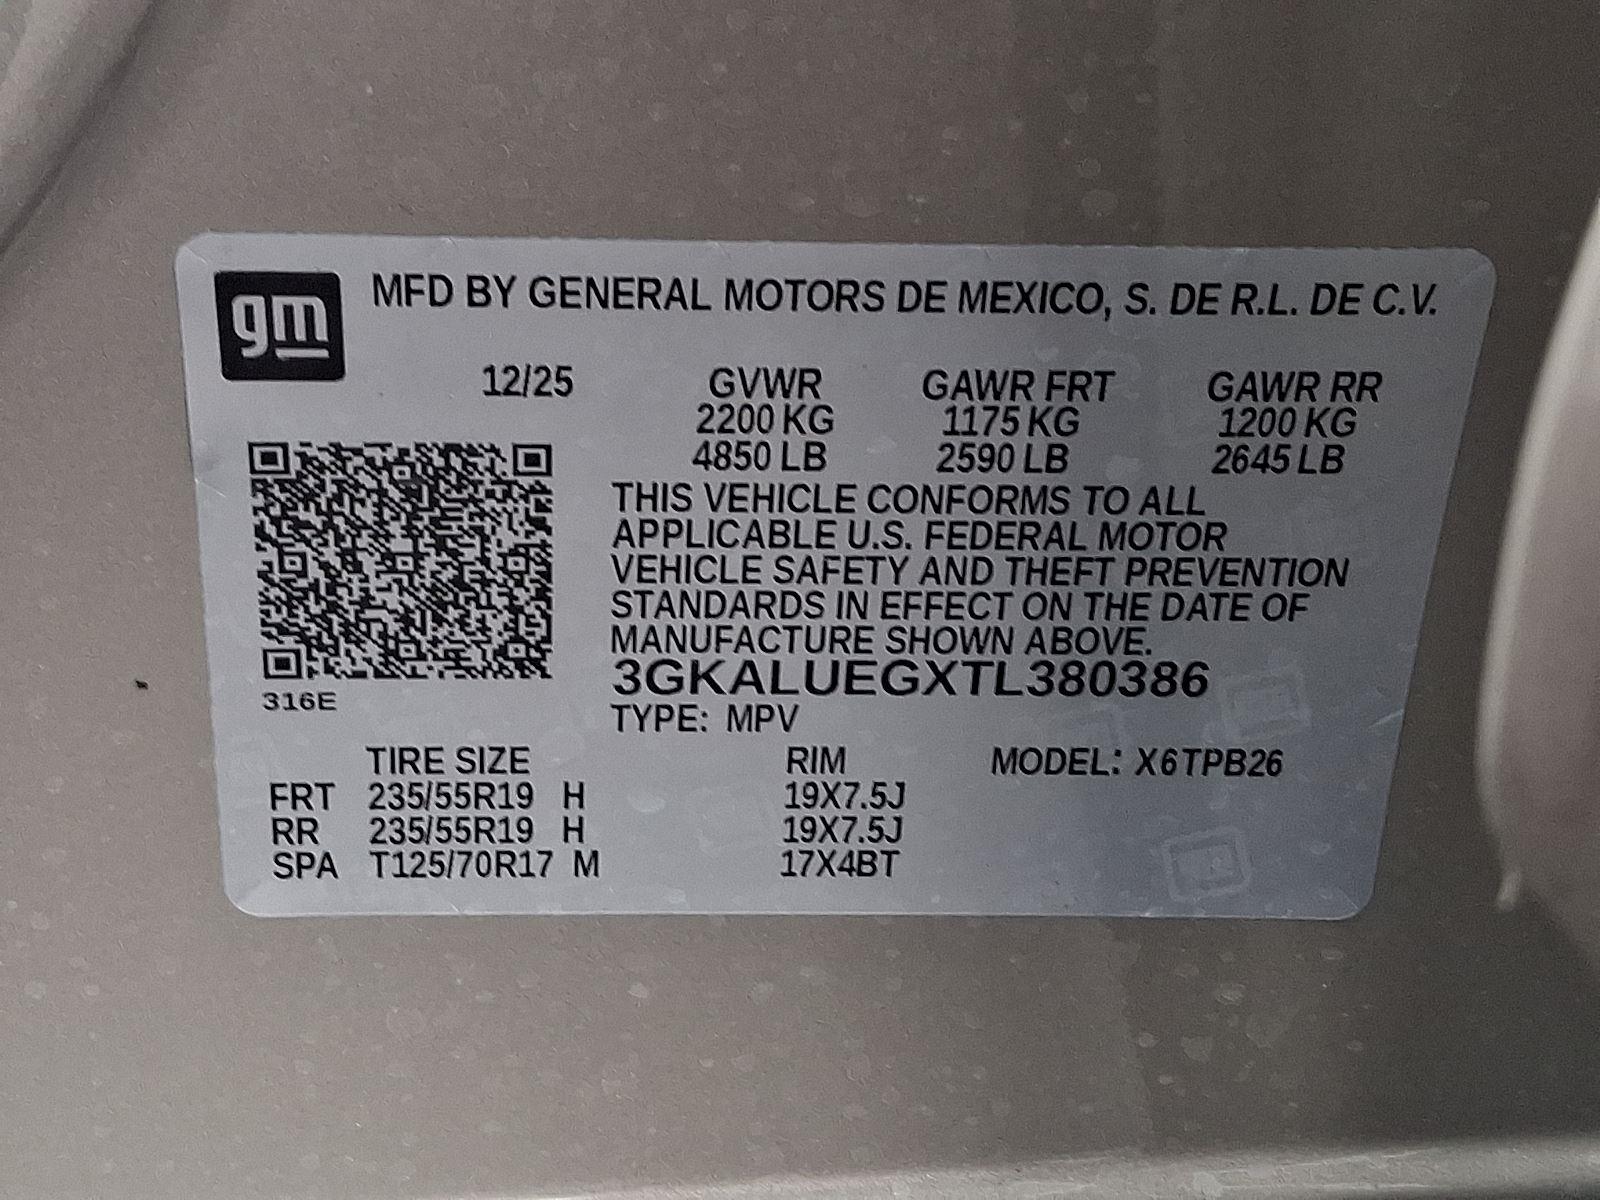 gm MFD BY GENERAL MOTORS DE MEXICO, S. DE R.L. DE C.V.
12/25 GVWR GAWR FRT GAWR RR
2200 KG 1175 KG 1200 KG
4850 LB 2590 LB 2645 LB
THIS VEHICLE CONFORMS TO ALL
APPLICABLE U.S. FEDERAL MOTOR
VEHICLE SAFETY AND THEFT PREVENTION
STANDARDS IN EFFECT ON THE DATE OF
MANUFACTURE SHOWN ABOVE.
3GKALUEGXTL380386
316E
TYPE: MPV
TIRE SIZE RIM MODEL: X6TPB26
FRT 235/55R19 H 19X7.5J
RR 235/55R19 H 19X7.5J
SPA T125/70R17 M 17X4BT